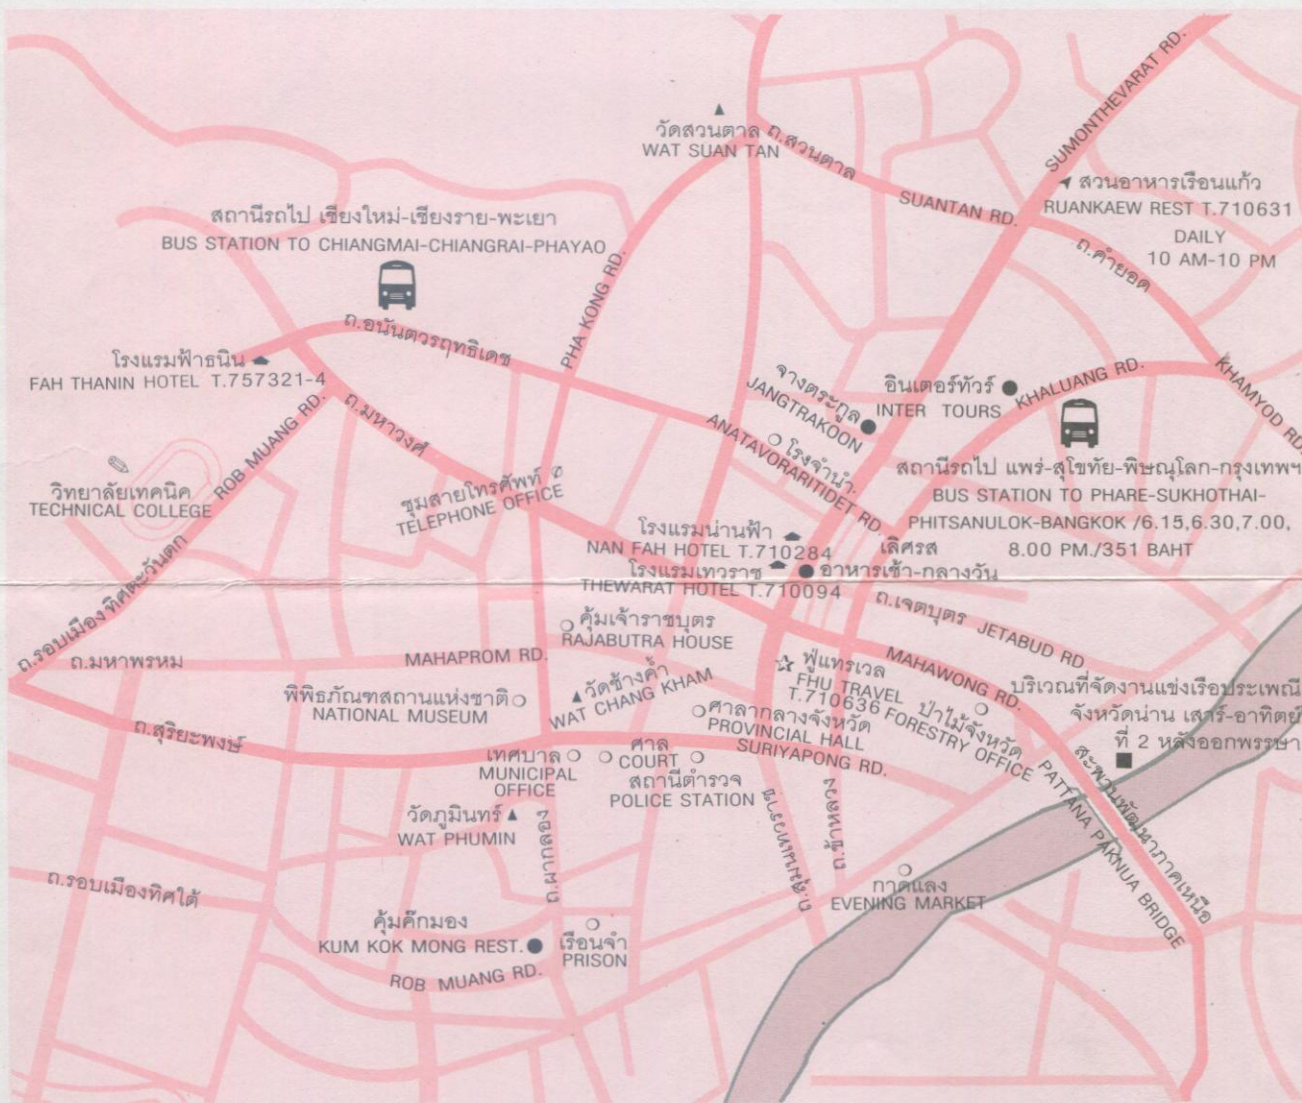 SUMONTHEVARAT RD.
วัดสวนตาล
WAT SUAN TAN
ถ.สวนตาล
SUANTAN RD.
สวนอาหารเรือนแก้ว
RUANKAEW REST T.710631
DAILY
10 AM-10 PM
ถ.คำยอด
สถานีรถไป เชียงใหม่-เชียงราย-พะเยา
BUS STATION TO CHIANGMAI-CHIANGRAI-PHAYAO
PHA KONG RD.
ถ.อนันตวรฤทธิเดช
โรงแรมฟ้าธนิน
FAH THANIN HOTEL T.757321-4
ROB MUANG RD.
ถ.มหาวงศ์
จางตระกูล
JANGTRAKOON
อินเตอร์ทัวร์
INTER TOURS
KHALUANG RD.
KHAMYOD RD.
ANATAVORARITIDET RD.
โรงจำนำ
วิทยาลัยเทคนิค
TECHNICAL COLLEGE
ชุมสายโทรศัพท์
TELEPHONE OFFICE
สถานีรถไป แพร่-สุโขทัย-พิษณุโลก-กรุงเทพฯ
BUS STATION TO PHARE-SUKHOTHAI-
PHITSANULOK-BANGKOK /6.15,6.30,7.00,
8.00 PM./351 BAHT
โรงแรมน่านฟ้า
NAN FAH HOTEL T.710284
โรงแรมเทวราช
THEWARAT HOTEL T.710094
เลิศรส
อาหารเช้า-กลางวัน
ถ.เจตบุตร JETABUD RD
ถ.รอบเมืองทิศตะวันตก
คุ้มเจ้าราชบุตร
RAJABUTRA HOUSE
ถ.มหาพรหม
MAHAPROM RD.
วัดช้างค้ำ
WAT CHANG KHAM
ฟู่แทรเวล
FHU TRAVEL
T.710636
MAHAWONG RD.
พิพิธภัณฑสถานแห่งชาติ
NATIONAL MUSEUM
ศาลากลางจังหวัด
PROVINCIAL HALL
SURIYAPONG RD.
ป่าไม้จังหวัด
FORESTRY OFFICE
บริเวณที่จัดงานแข่งเรือประเพณี
จังหวัดน่าน เสาร์-อาทิตย์
ที่ 2 หลังออกพรรษา
ถ.สุริยะพงษ์
เทศบาล
MUNICIPAL
OFFICE
ศาล
COURT
สถานีตำรวจ
POLICE STATION
สะพานพัฒนาภาคเหนือ
PATTANA PAKNUA BRIDGE
วัดภูมินทร์
WAT PHUMIN
ถ.ผากลอง
ถ.ข้าหลวง
กาดแลง
EVENING MARKET
ถ.รอบเมืองทิศใต้
คุ้มค๊กมอง
KUM KOK MONG REST.
เรือนจำ
PRISON
ROB MUANG RD.